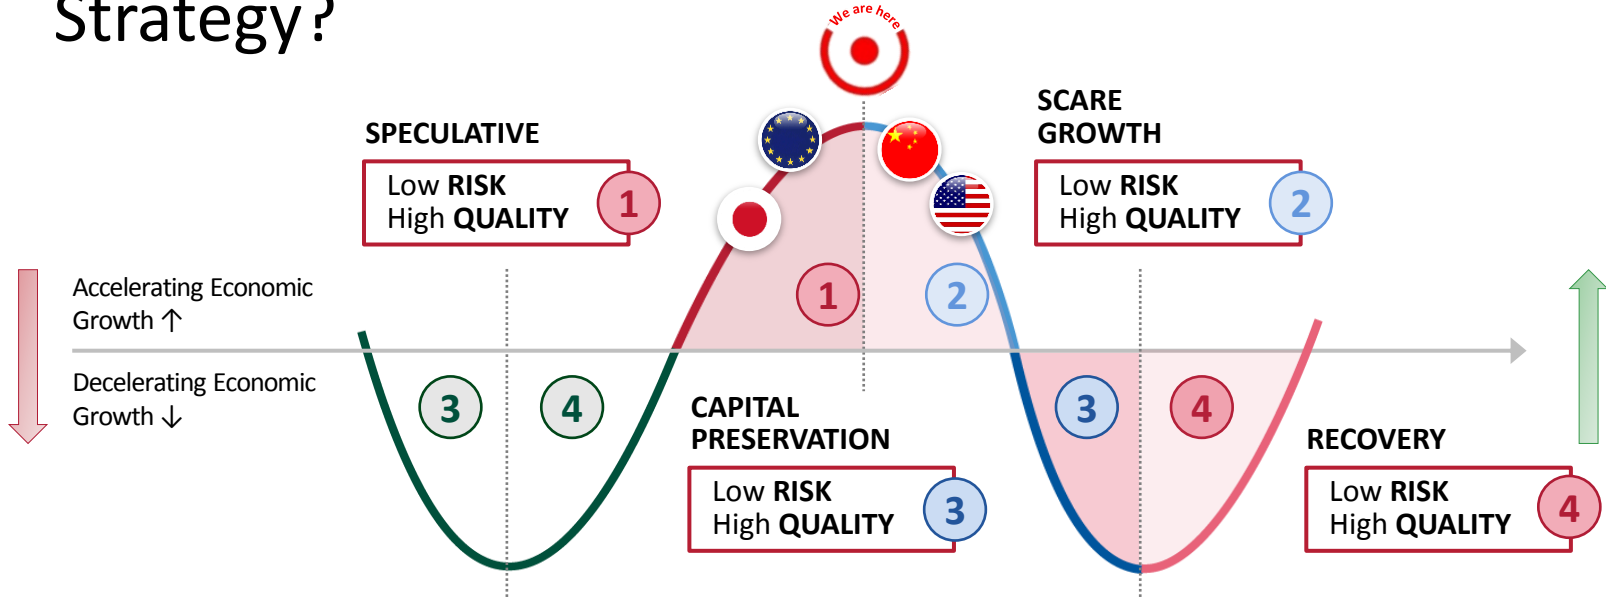 Strategy?
We are here
SPECULATIVE
Low RISK
High QUALITY
1
SCARE
GROWTH
Low RISK
High QUALITY
2
Accelerating Economic
Growth ↑
1
2
Decelerating Economic
Growth ↓
3
4
3
4
CAPITAL
PRESERVATION
Low RISK
High QUALITY
3
RECOVERY
Low RISK
High QUALITY
4